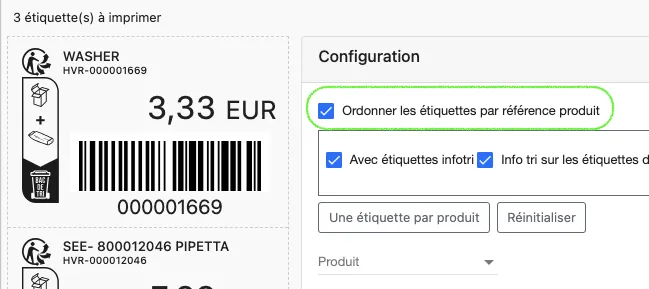 3 étiquette(s) à imprimer
WASHER
HVR-000001669
3,33 EUR
+
BAC
DE
TRI
000001669
SEE- 800012046 PIPETTA
HVR-000012046
Configuration
Ordonner les étiquettes par référence produit
Avec étiquettes infotri
Info tri sur les étiquettes d
Une étiquette par produit
Réinitialiser
Produit